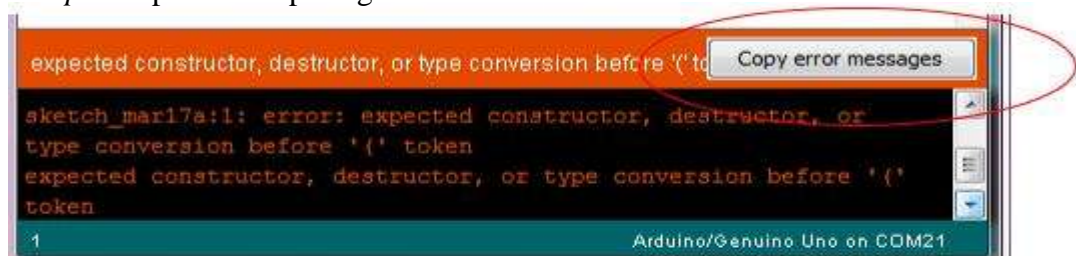 expected constructor, destructor, or type conversion before '('
Copy error messages
sketch_mar17a:1: error: expected constructor, destructor, or
type conversion before '(' token
expected constructor, destructor, or type conversion before '('
token
1
Arduino/Genuino Uno on COM21